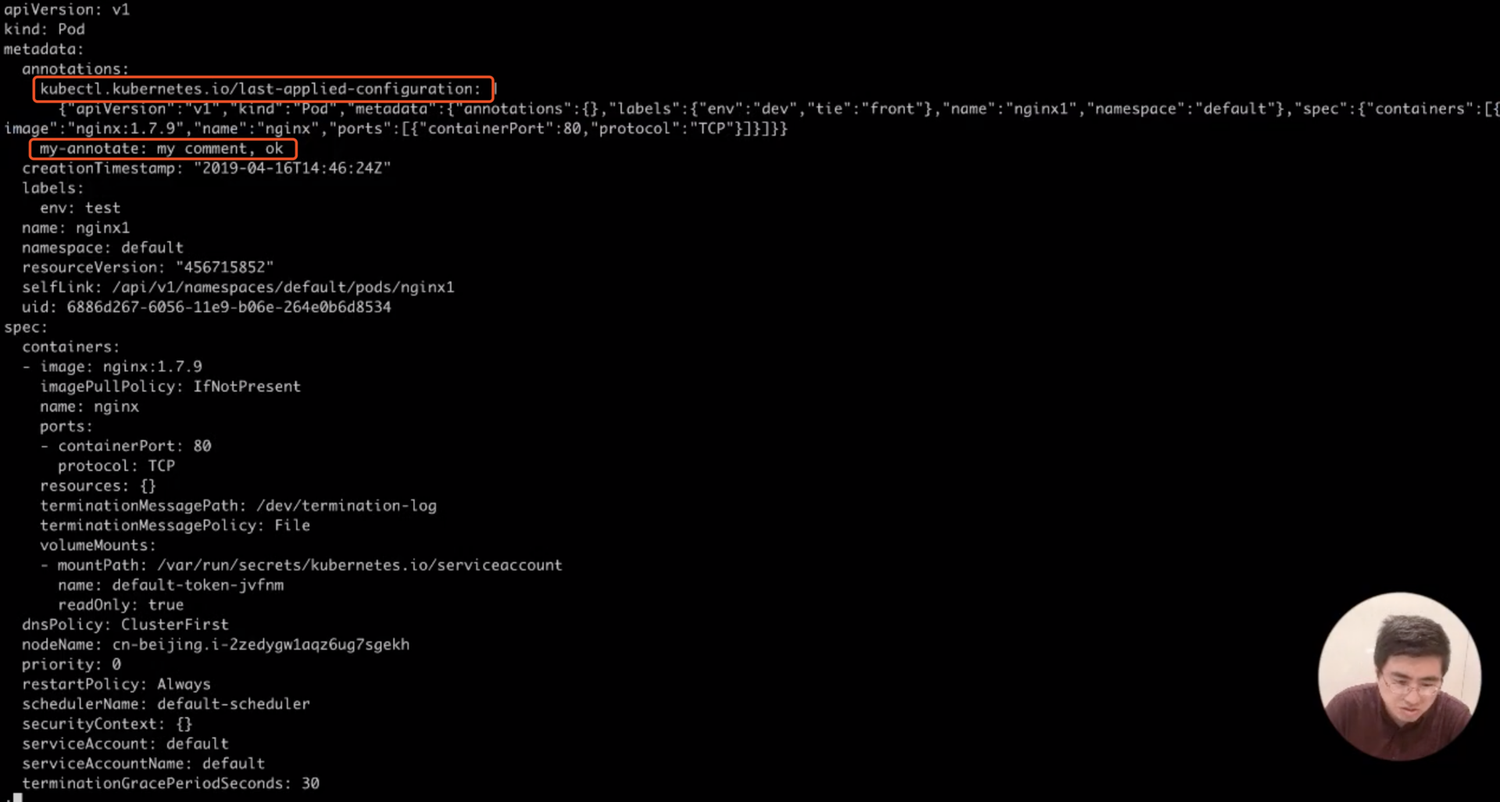 apiVersion: v1
kind: Pod
metadata:
  annotations:
    kubectl.kubernetes.io/last-applied-configuration: |
      {"apiVersion":"v1","kind":"Pod","metadata":{"annotations":{},"labels":{"env":"dev","tie":"front"},"name":"nginx1","namespace":"default"},"spec":{"containers":[{
image":"nginx:1.7.9","name":"nginx","ports":[{"containerPort":80,"protocol":"TCP"}]}]}}
    my-annotate: my comment, ok
  creationTimestamp: "2019-04-16T14:46:24Z"
  labels:
    env: test
  name: nginx1
  namespace: default
  resourceVersion: "456715852"
  selfLink: /api/v1/namespaces/default/pods/nginx1
  uid: 6886d267-6056-11e9-b06e-264e0b6d8534
spec:
  containers:
  - image: nginx:1.7.9
    imagePullPolicy: IfNotPresent
    name: nginx
    ports:
    - containerPort: 80
      protocol: TCP
    resources: {}
    terminationMessagePath: /dev/termination-log
    terminationMessagePolicy: File
    volumeMounts:
    - mountPath: /var/run/secrets/kubernetes.io/serviceaccount
      name: default-token-jvfnm
      readOnly: true
  dnsPolicy: ClusterFirst
  nodeName: cn-beijing.i-2zedygw1aqz6ug7sgekh
  priority: 0
  restartPolicy: Always
  schedulerName: default-scheduler
  securityContext: {}
  serviceAccount: default
  serviceAccountName: default
  terminationGracePeriodSeconds: 30
: